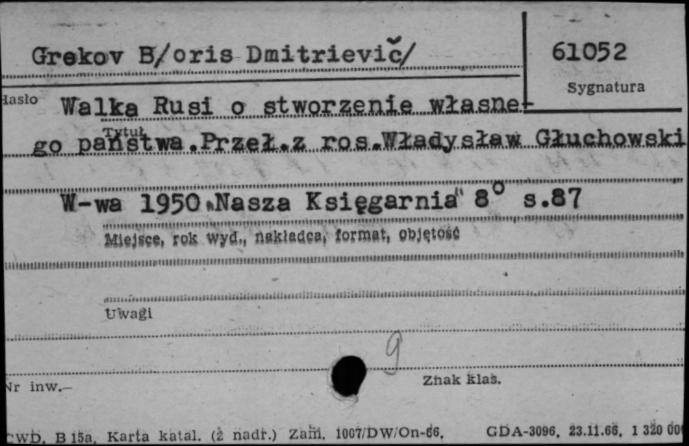 Grekov B/oris Dmitrievič/
61052
Sygnatura
Hasło
Walka Rusi o stworzenie własne-
Tytuł
go państwa.Przeł.z ros.Władysław Głuchowski
W-wa 1950 „Nasza Księgarnia" 8° s.87
Miejsce, rok wyd., nakładca, format, objętość
Uwagi
9
Nr inw.—
Znak klas.
CWD. B 15a, Karta katal. (z nadr.) Zam. 1007/DW/On-66. GDA-3096. 23.11.66. 1 320 000